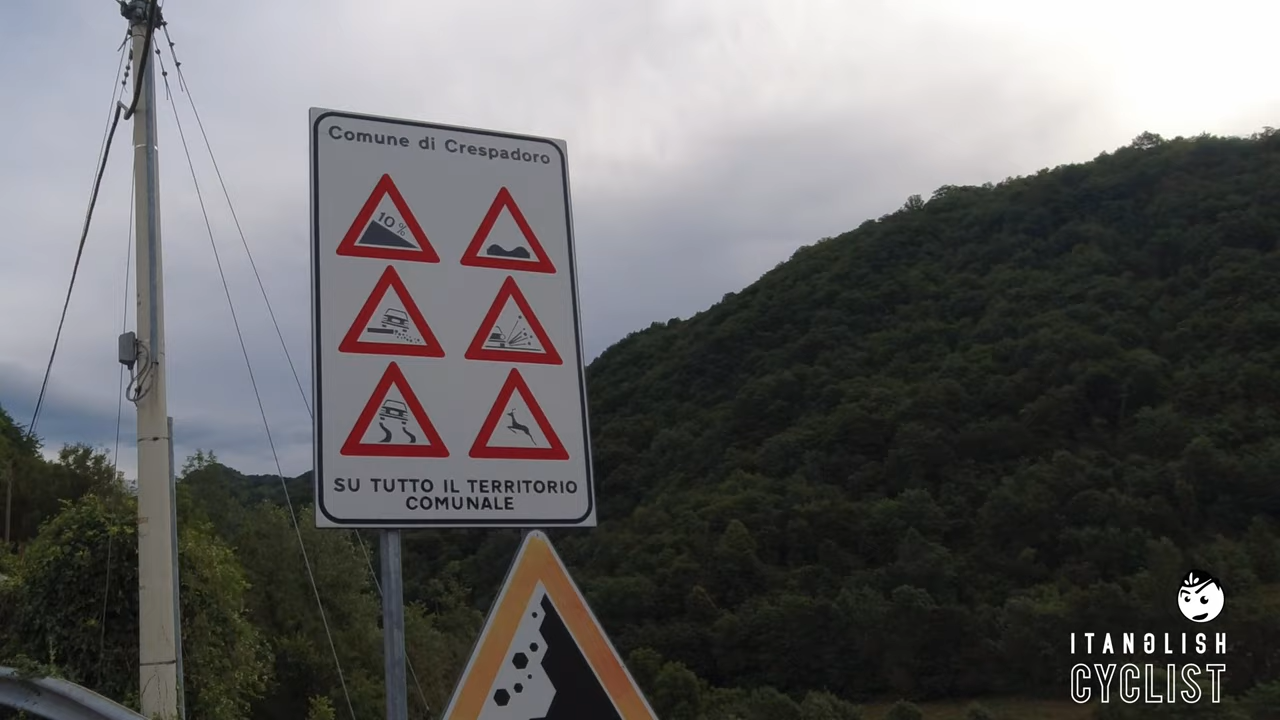 Comune di Crespadoro
10%
SU TUTTO IL TERRITORIO
COMUNALE
ITANGLISH
CYCLIST